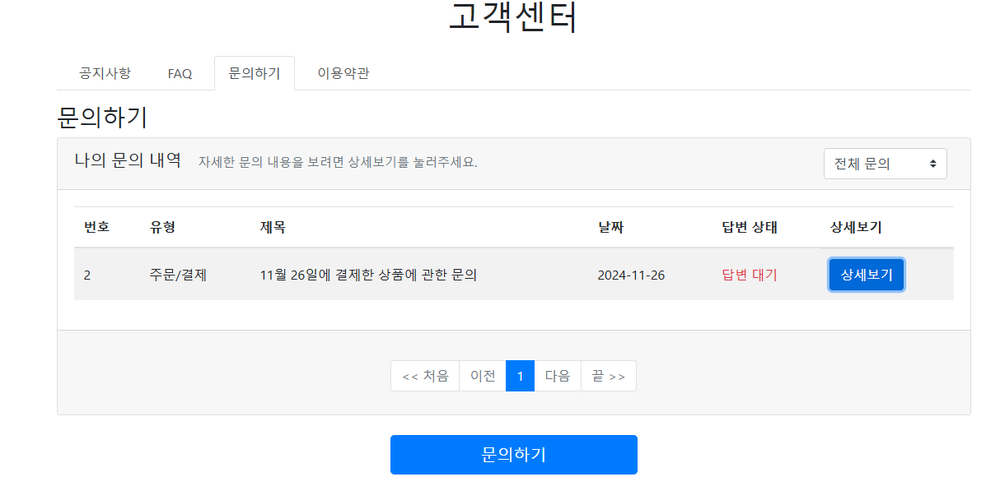 고객센터
공지사항 FAQ 문의하기 이용약관
문의하기
나의 문의 내역 자세한 문의 내용을 보려면 상세보기를 눌러주세요. 전체 문의
번호 유형 제목 날짜 답변 상태 상세보기
2 주문/결제 11월 26일에 결제한 상품에 관한 문의 2024-11-26 답변 대기 상세보기
<< 처음 이전 1 다음 끝 >>
문의하기